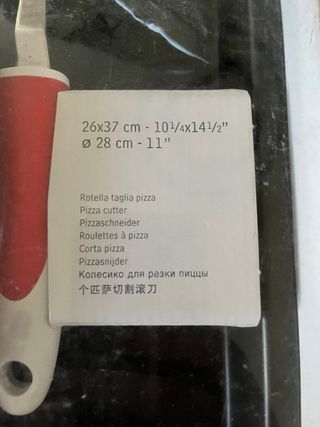 26x37 cm - 10¼x14½”
ø 28 cm - 11”
Rotella taglia pizza
Pizza cutter
Pizzaschneider
Roulettes à pizza
Corta pizza
Pizzasnijder
Колесико для резки пиццы
个匹萨切割滚刀